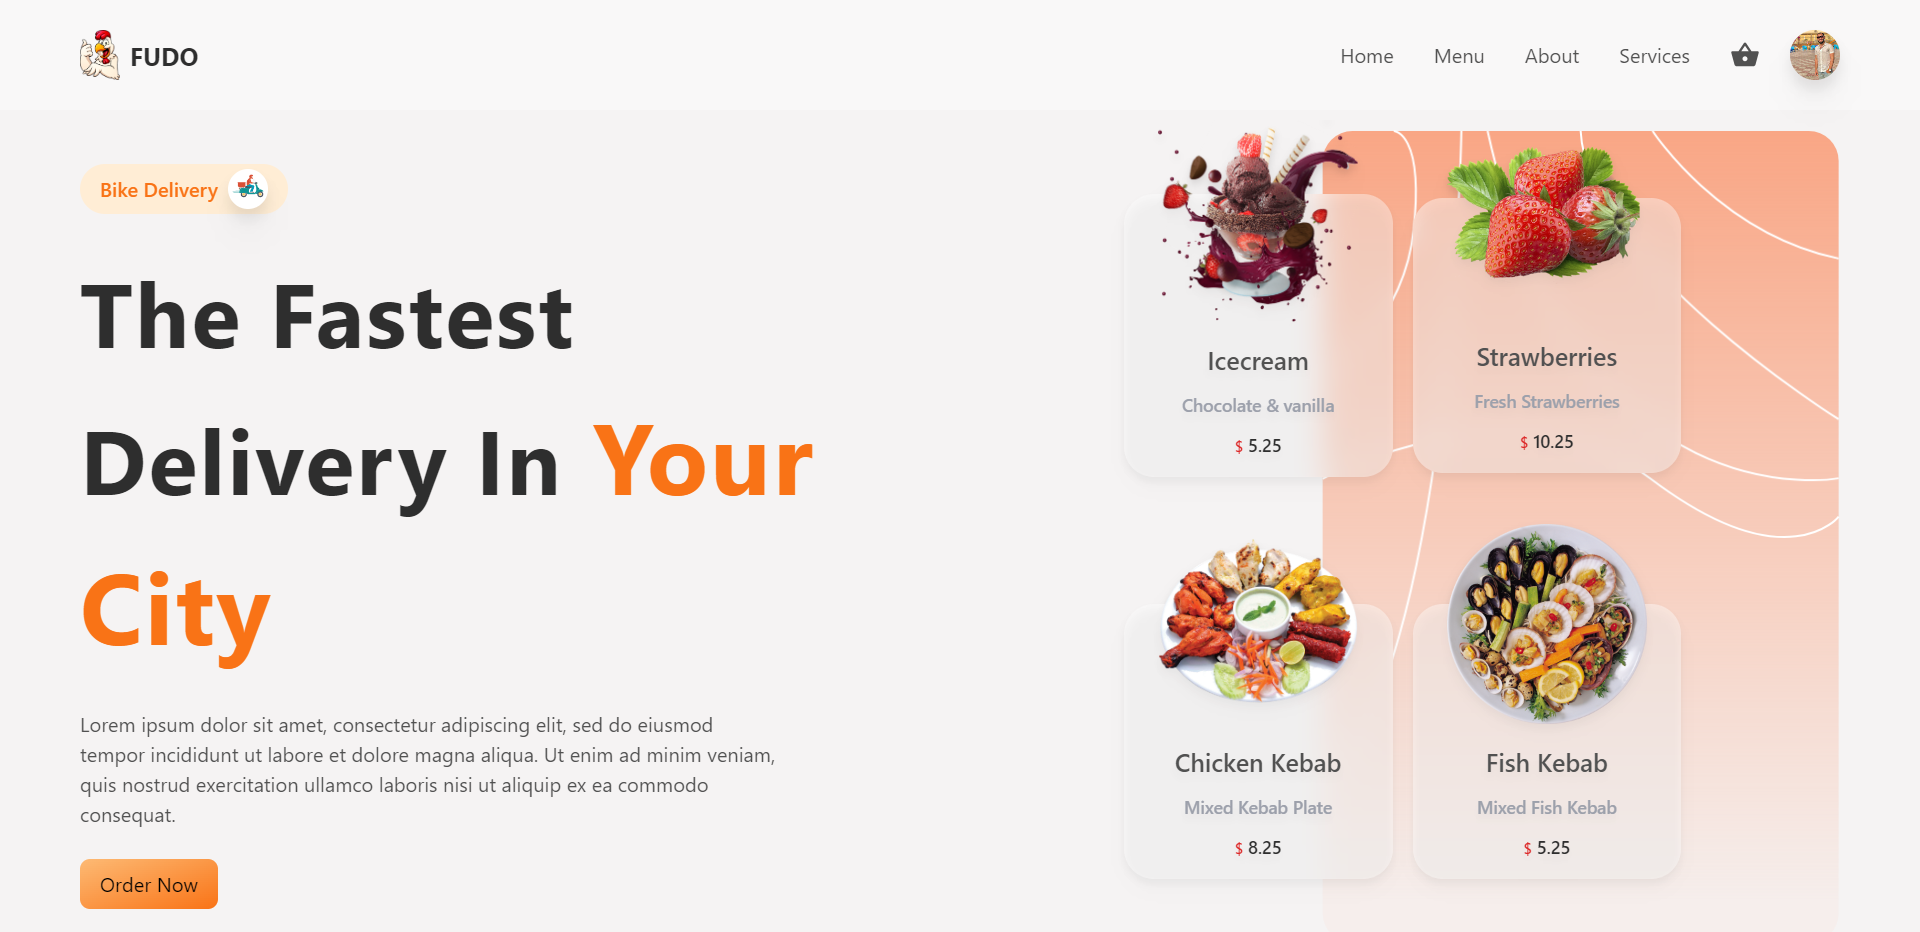 FUDO
Home Menu About Services
Bike Delivery
The Fastest
Delivery In Your
City
Lorem ipsum dolor sit amet, consectetur adipiscing elit, sed do eiusmod
tempor incididunt ut labore et dolore magna aliqua. Ut enim ad minim veniam,
quis nostrud exercitation ullamco laboris nisi ut aliquip ex ea commodo
consequat.
Order Now
Icecream
Chocolate & vanilla
$ 5.25
Strawberries
Fresh Strawberries
$ 10.25
Chicken Kebab
Mixed Kebab Plate
$ 8.25
Fish Kebab
Mixed Fish Kebab
$ 5.25